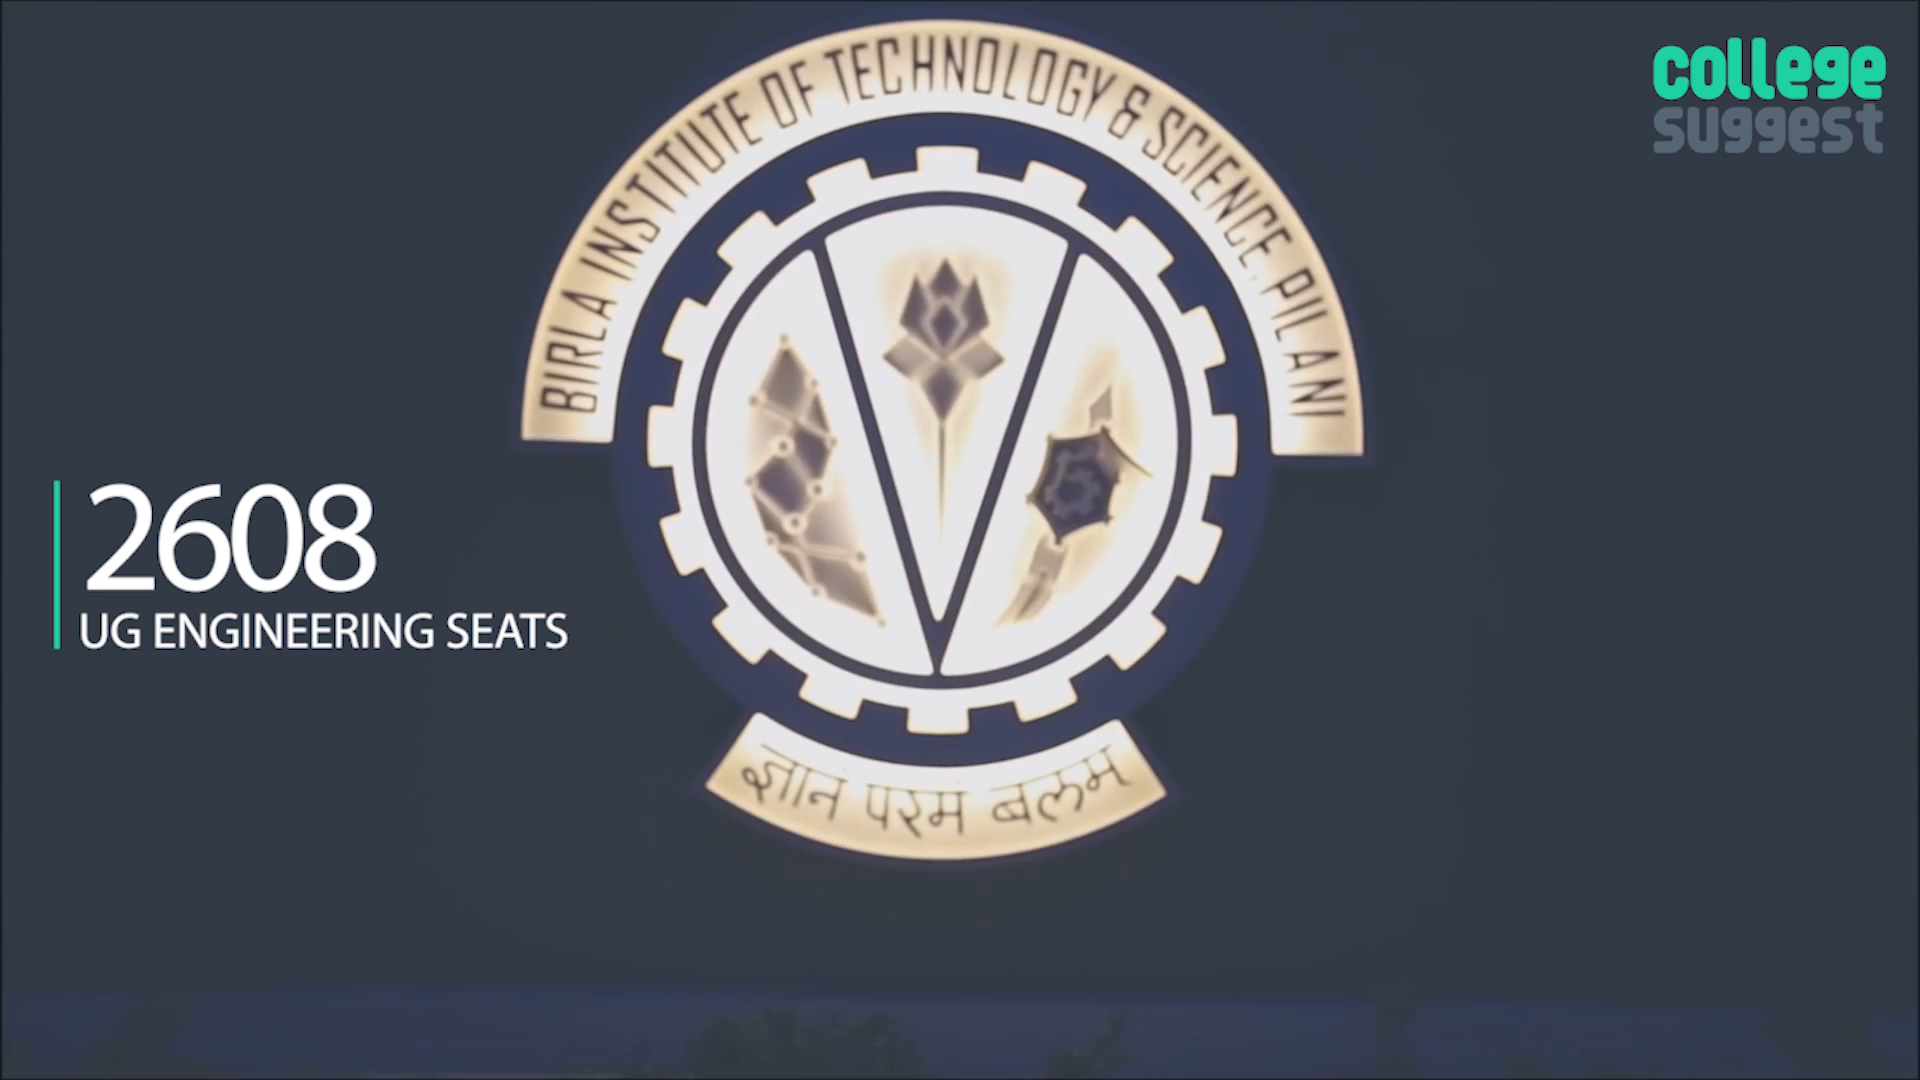 college
suggest
BIRLA INSTITUTE OF TECHNOLOGY & SCIENCE, PILANI
2608
UG ENGINEERING SEATS
ज्ञान परम बलम